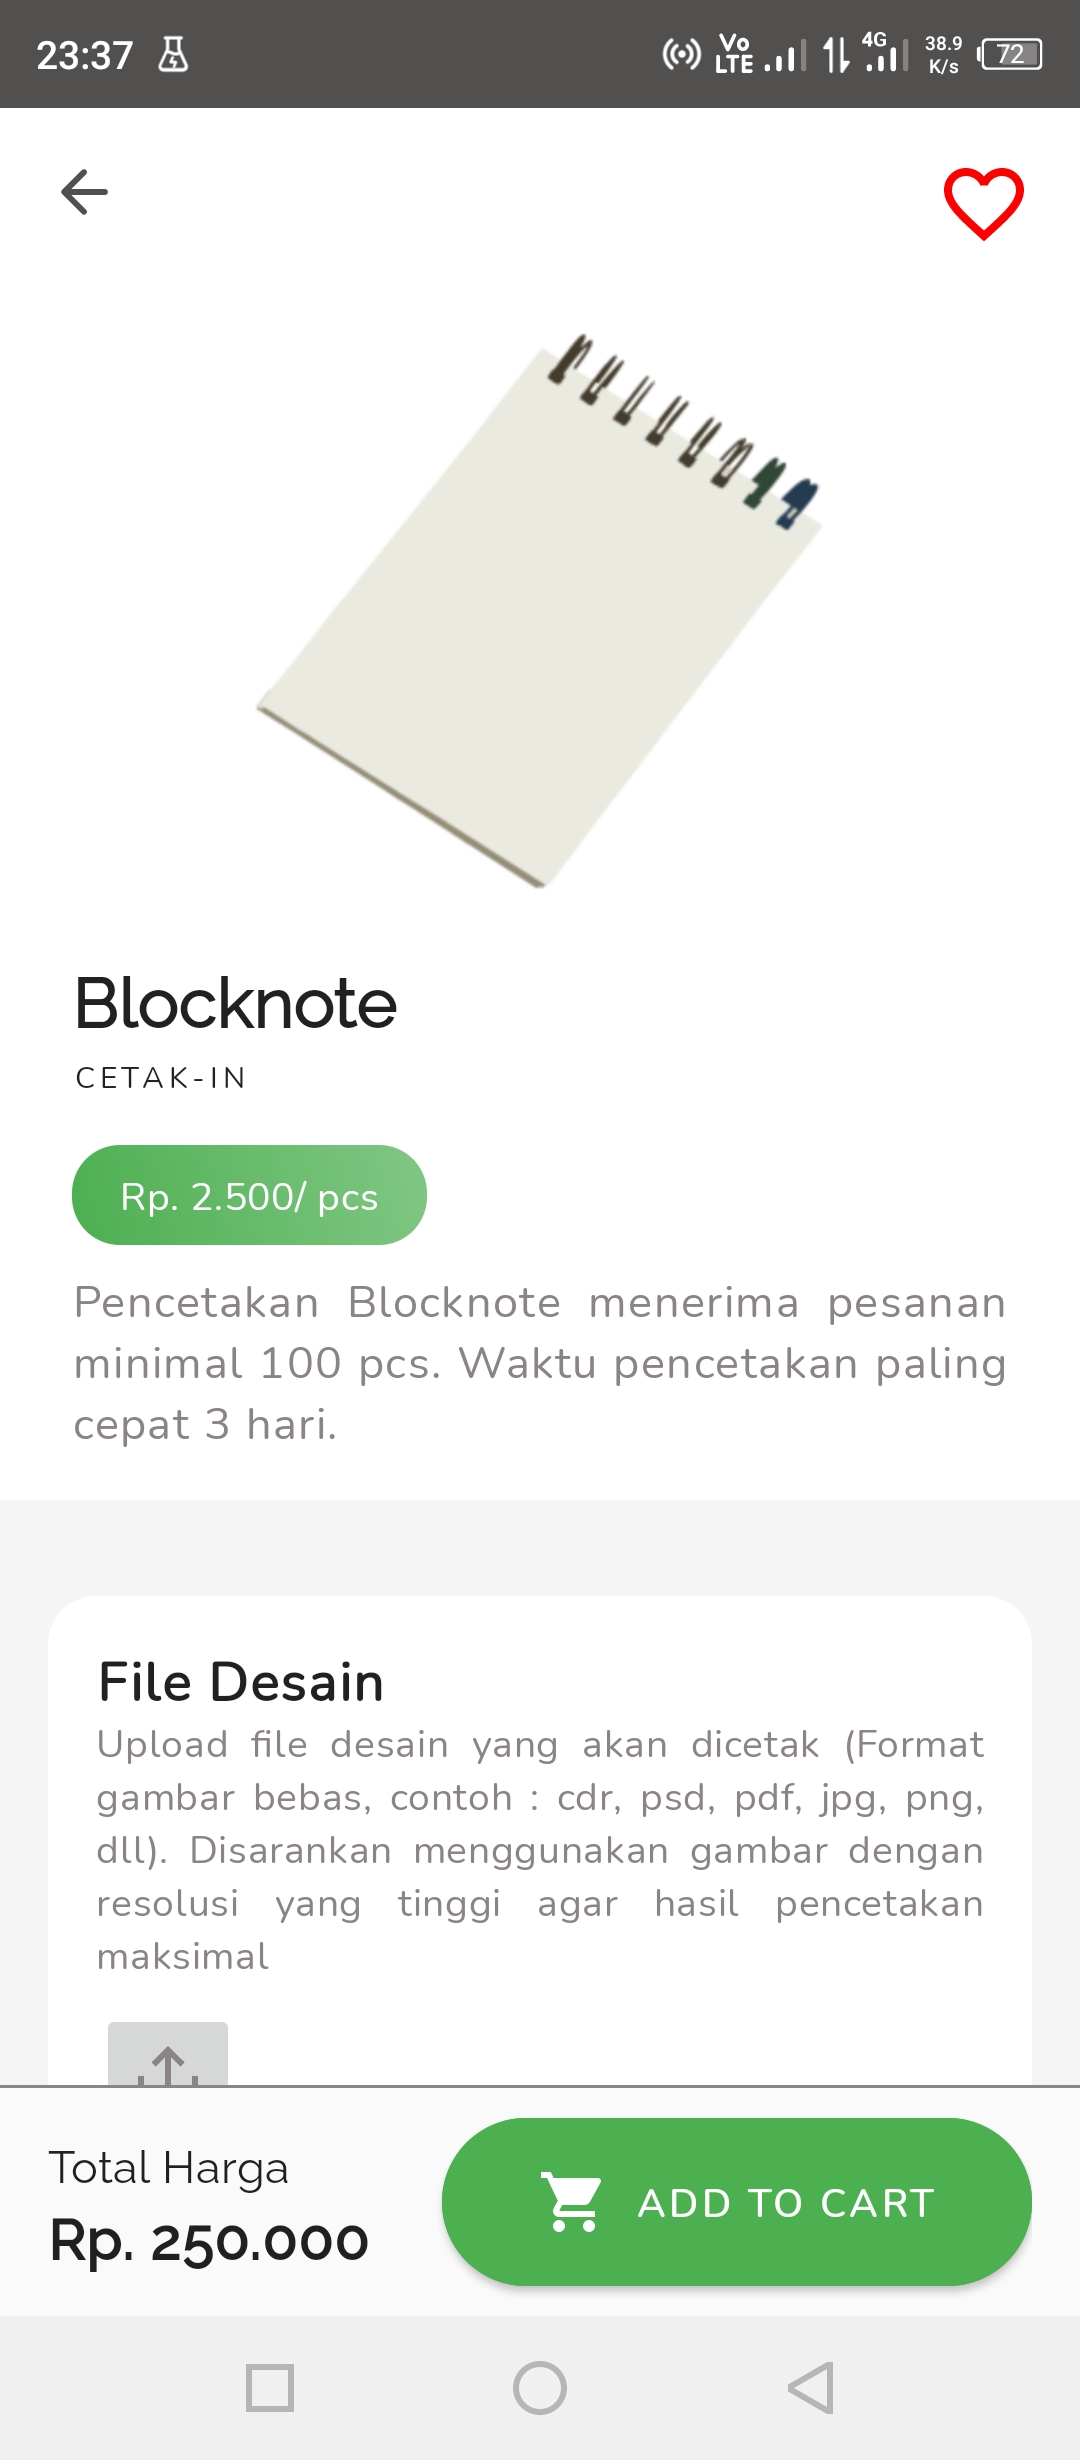 23:37
Vo
LTE
4G
38.9
K/s
72
Blocknote
CETAK-IN
Rp. 2.500/ pcs
Pencetakan Blocknote menerima pesanan
minimal 100 pcs. Waktu pencetakan paling
cepat 3 hari.
File Desain
Upload file desain yang akan dicetak (Format
gambar bebas, contoh : cdr, psd, pdf, jpg, png,
dll). Disarankan menggunakan gambar dengan
resolusi yang tinggi agar hasil pencetakan
maksimal
Total Harga
Rp. 250.000
ADD TO CART